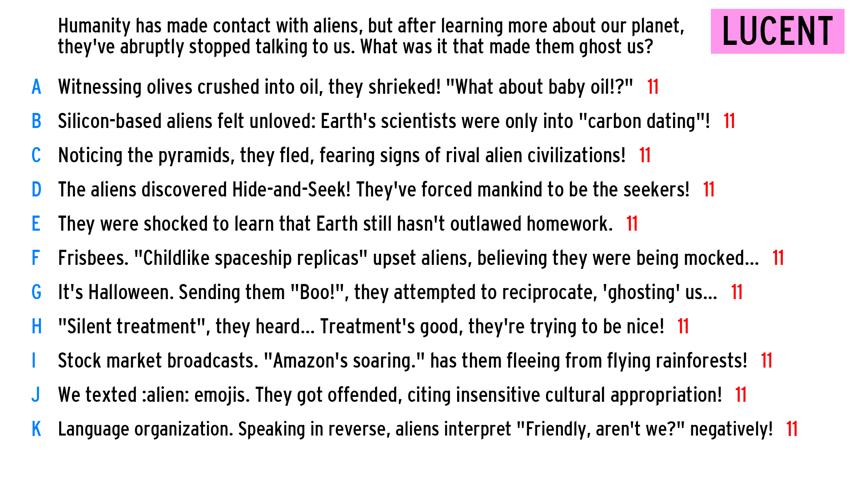 Humanity has made contact with aliens, but after learning more about our planet,
they've abruptly stopped talking to us. What was it that made them ghost us?
LUCENT
A Witnessing olives crushed into oil, they shrieked! "What about baby oil!?" 11
B Silicon-based aliens felt unloved: Earth's scientists were only into "carbon dating"! 11
C Noticing the pyramids, they fled, fearing signs of rival alien civilizations! 11
D The aliens discovered Hide-and-Seek! They've forced mankind to be the seekers! 11
E They were shocked to learn that Earth still hasn't outlawed homework. 11
F Frisbees. "Childlike spaceship replicas" upset aliens, believing they were being mocked... 11
G It's Halloween. Sending them "Boo!", they attempted to reciprocate, 'ghosting' us... 11
H "Silent treatment", they heard... Treatment's good, they're trying to be nice! 11
I Stock market broadcasts. "Amazon's soaring." has them fleeing from flying rainforests! 11
J We texted :alien: emojis. They got offended, citing insensitive cultural appropriation! 11
K Language organization. Speaking in reverse, aliens interpret "Friendly, aren't we?" negatively! 11